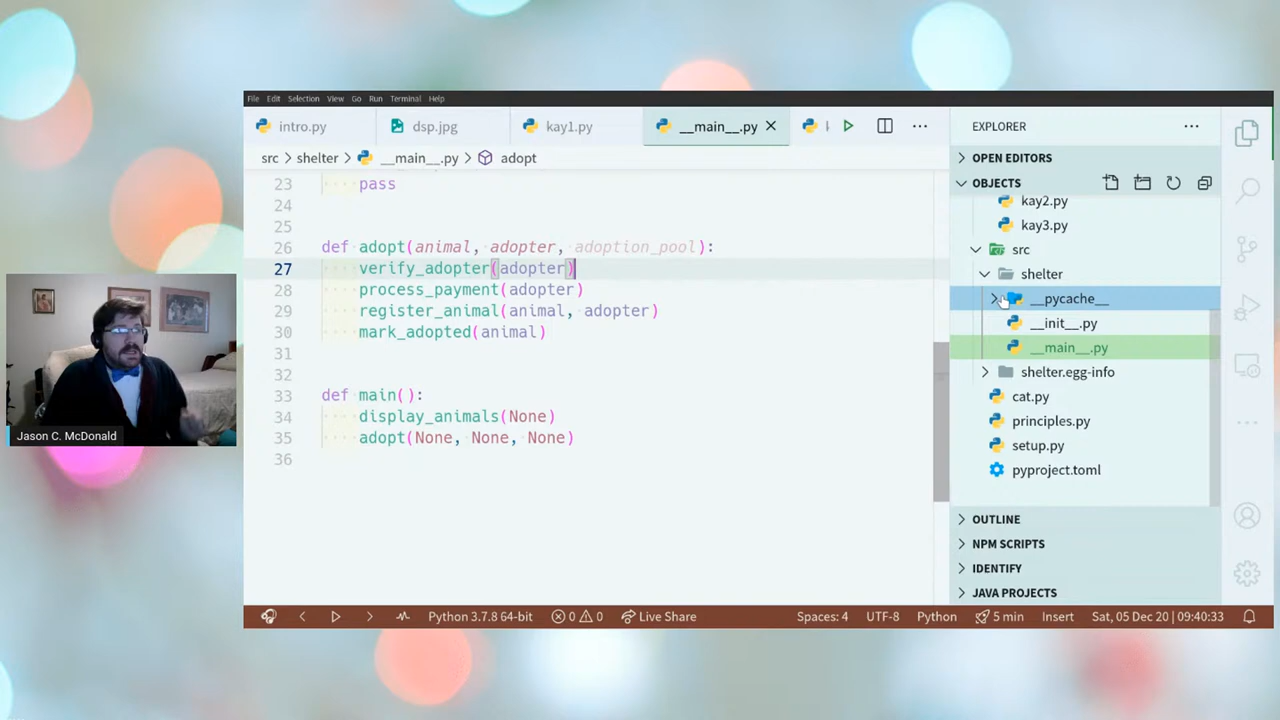 File Edit Selection View Go Run Terminal Help
intro.py dsp.jpg kay1.py __main__.py
src > shelter > __main__.py > adopt
23 pass
24
25
26 def adopt(animal, adopter, adoption_pool):
27 verify_adopter(adopter)
28 process_payment(adopter)
29 register_animal(animal, adopter)
30 mark_adopted(animal)
31
32
33 def main():
34 display_animals(None)
35 adopt(None, None, None)
36
EXPLORER
OPEN EDITORS
OBJECTS
kay2.py
kay3.py
src
shelter
__pycache__
__init__.py
__main__.py
shelter.egg-info
cat.py
principles.py
setup.py
pyproject.toml
OUTLINE
NPM SCRIPTS
IDENTIFY
JAVA PROJECTS
Python 3.7.8 64-bit 0 0 Live Share Spaces: 4 UTF-8 Python 5 min Insert Sat, 05 Dec 20, 09:40:33
Jason C. McDonald